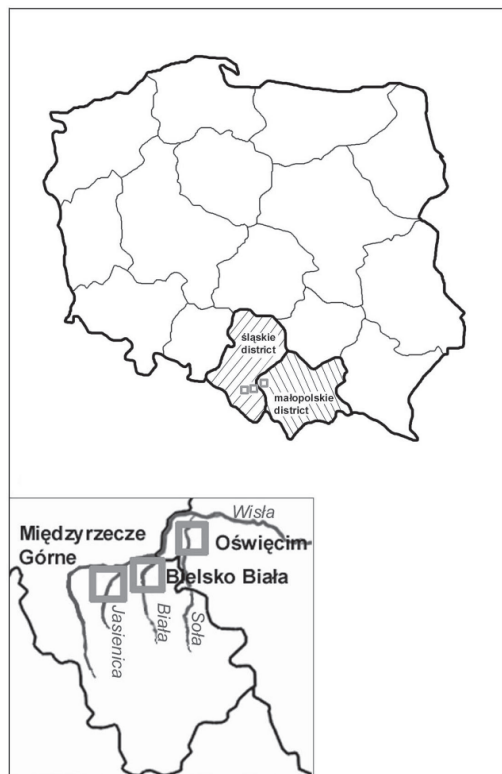 śląskie
district
małopolskie
district
Wisła
Międzyrzecze
Górne
Oświęcim
Bielsko Biała
Jasienica
Biała
Soła